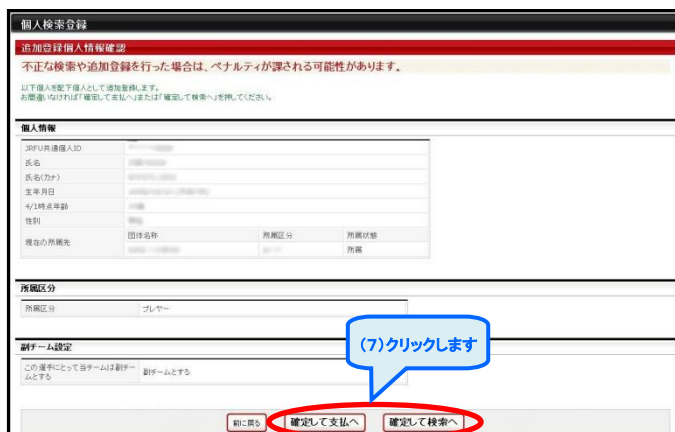 個人検索登録
追加登録個人情報確認
不正な検索や追加登録を行った場合は、ペナルティが課される可能性があります。
以下個人を配下個人として追加登録します。
お間違いなければ「確定して支払へ」または「確定して検索へ」を押してください。
個人情報
JRFU共通個人ID
氏名
氏名(カナ)
生年月日
4/1時点年齢
性別
現在の所属先 団体名称 所属区分 所属状態
所属
所属区分
所属区分 プレヤー
副チーム設定
この選手にとって当チームは副チー
ムとする 副チームとする
(7)クリックします
前に戻る 確定して支払へ 確定して検索へ